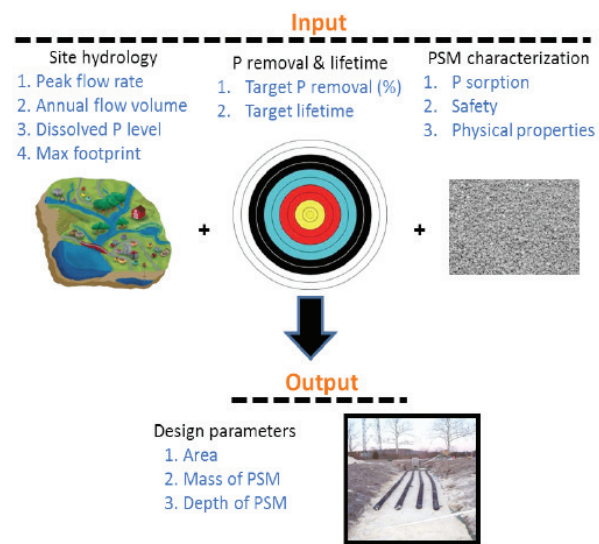 Input
Site hydrology
1. Peak flow rate
2. Annual flow volume
3. Dissolved P level
4. Max footprint
P removal & lifetime
1. Target P removal (%)
2. Target lifetime
PSM characterization
1. P sorption
2. Safety
3. Physical properties
+
+
Output
Design parameters
1. Area
2. Mass of PSM
3. Depth of PSM